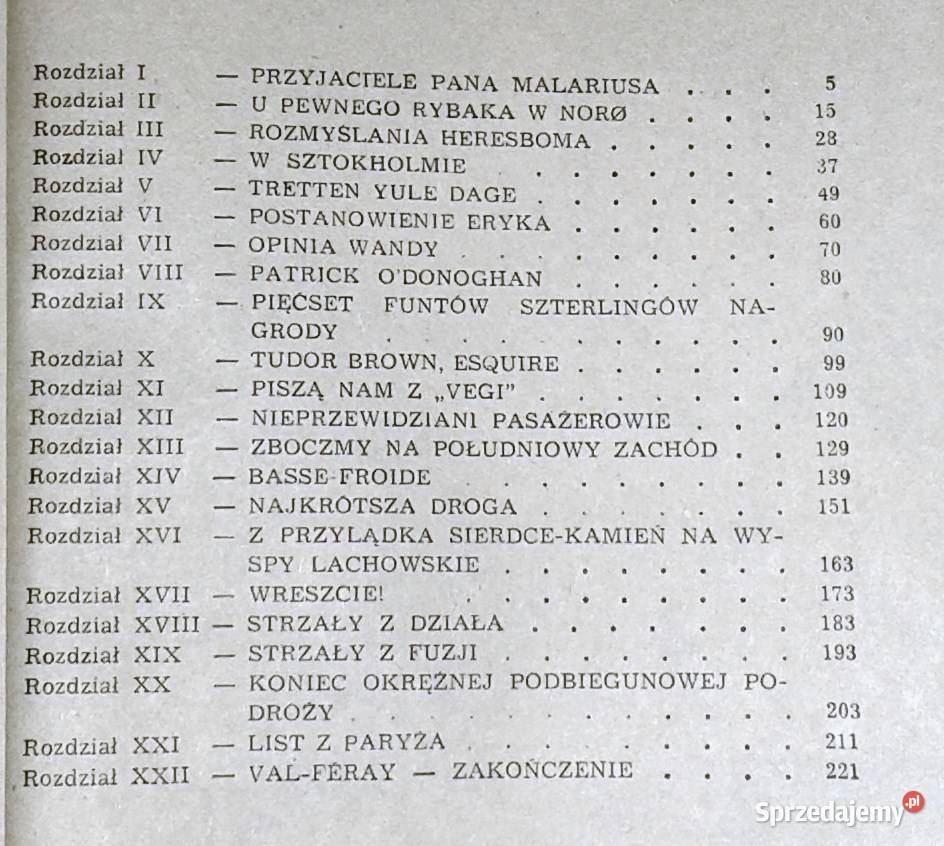 Rozdział I — PRZYJACIELE PANA MALARIUSA . . . 5
Rozdział II — U PEWNEGO RYBAKA W NORØ . . . . 15
Rozdział III — ROZMYŚLANIA HERESBOMA . . . . . 28
Rozdział IV — W SZTOKHOLMIE . . . . . . . 37
Rozdział V — TRETTEN YULE DAGE . . . . . . . 49
Rozdział VI — POSTANOWIENIE ERYKA . . . . . . 60
Rozdział VII — OPINIA WANDY . . . . . . . . 70
Rozdział VIII — PATRICK O'DONOGHAN . . . . . . 80
Rozdział IX — PIĘĆSET FUNTÓW SZTERLINGÓW NA-
GRODY . . . . . . . . . . 90
Rozdział X — TUDOR BROWN, ESQUIRE . . . . . . 99
Rozdział XI — PISZĄ NAM Z „VEGI” . . . . . . . 109
Rozdział XII — NIEPRZEWIDZIANI PASAŻEROWIE . . . 120
Rozdział XIII — ZBOCZMY NA POŁUDNIOWY ZACHÓD . . 129
Rozdział XIV — BASSE-FROIDE . . . . . . . . . 139
Rozdział XV — NAJKRÓTSZA DROGA . . . . . . . 151
Rozdział XVI — Z PRZYLĄDKA SIERDCE-KAMIEŃ NA WY-
SPY LACHOWSKIE . . . . . . . . 163
Rozdział XVII — WRESZCIE! . . . . . . . . . 173
Rozdział XVIII — STRZAŁY Z DZIAŁA . . . . . . . 183
Rozdział XIX — STRZAŁY Z FUZJI . . . . . . . . 193
Rozdział XX — KONIEC OKRĘŻNEJ PODBIEGUNOWEJ PO-
DROŻY . . . . . . . . . . . 203
Rozdział XXI — LIST Z PARYŻA . . . . . . . . . 211
Rozdział XXII — VAL-FÉRAY — ZAKOŃCZENIE . . . . 221
Sprzedajemy.pl